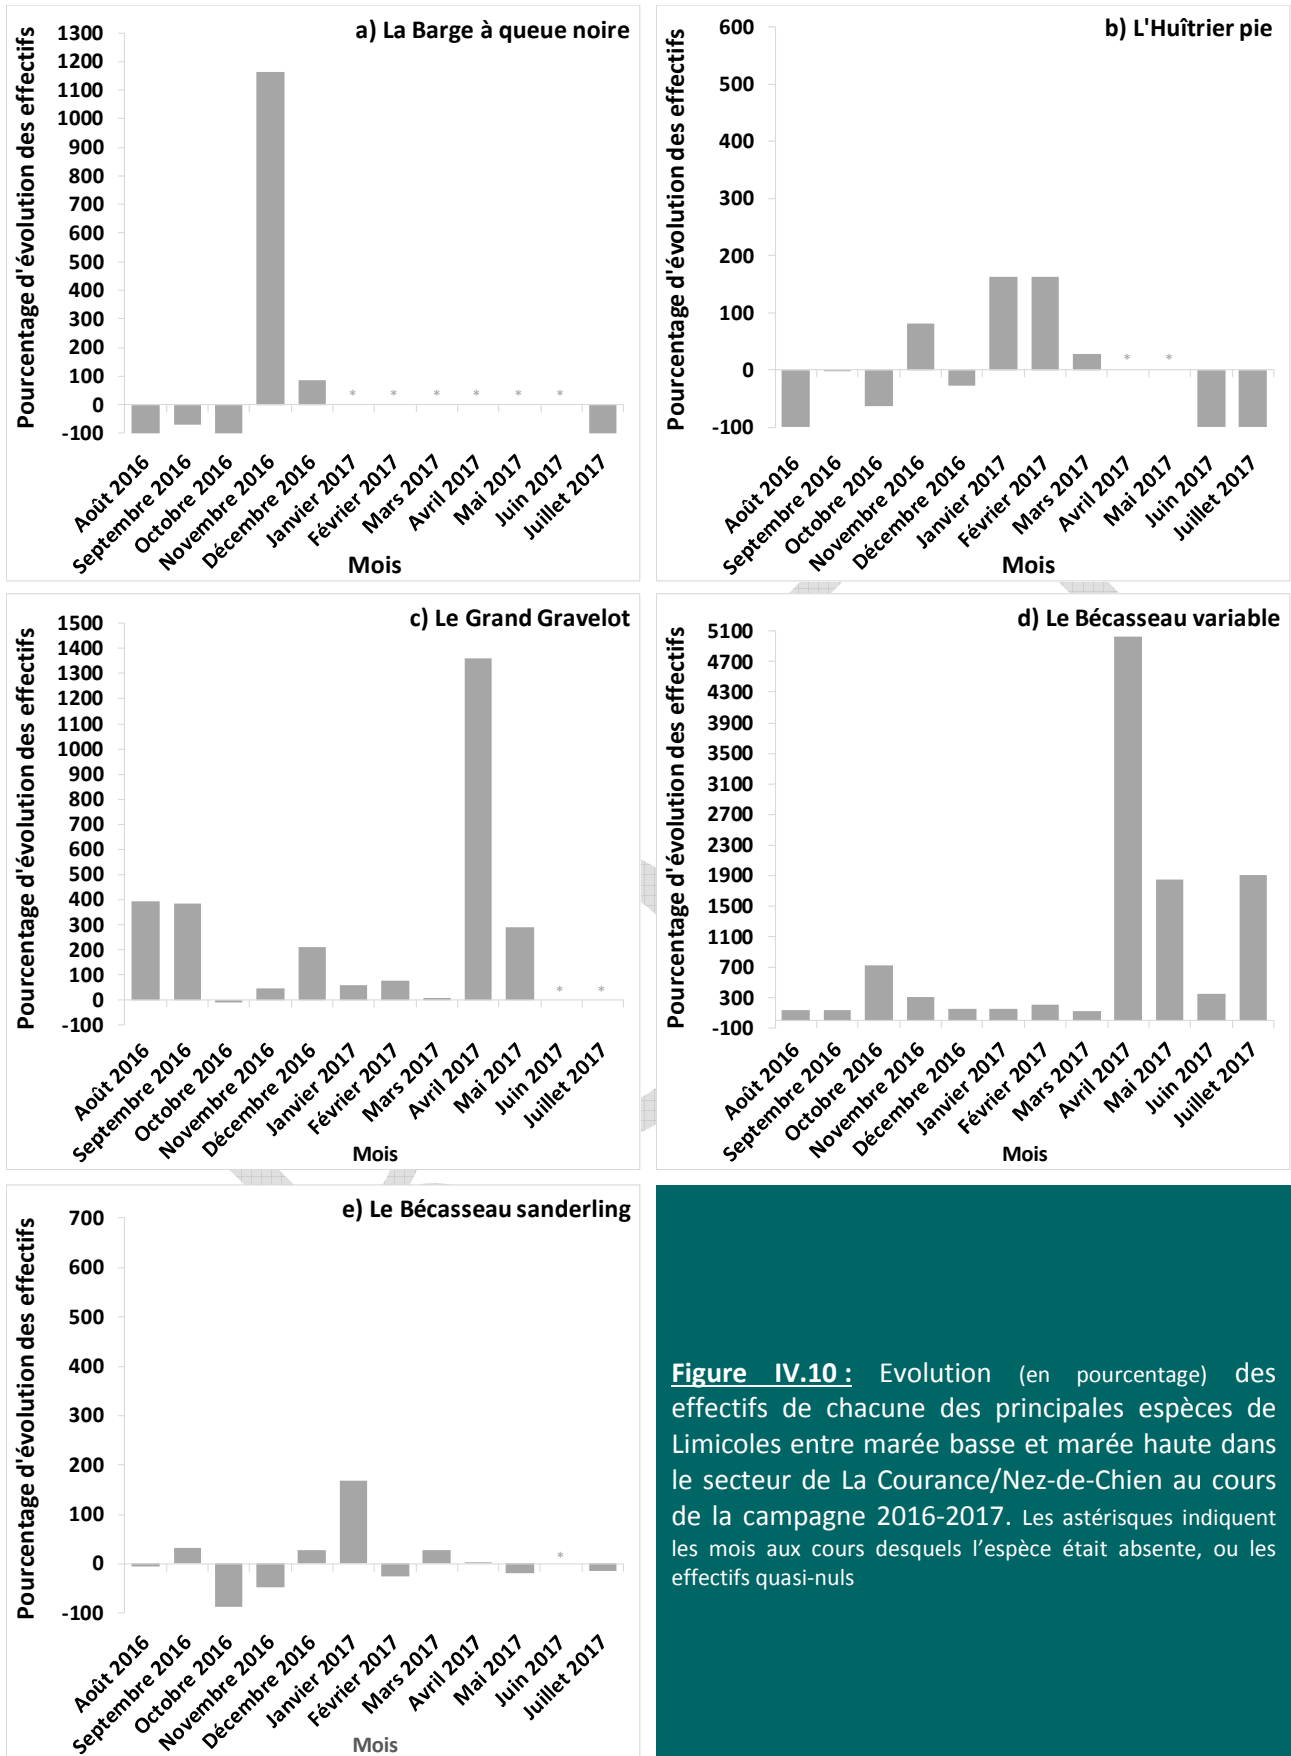 a) La Barge à queue noire
Pourcentage d'évolution des effectifs
1300
1200
1100
1000
900
800
700
600
500
400
300
200
100
0
-100
* * * * * *
Août 2016
Septembre 2016
Octobre 2016
Novembre 2016
Décembre 2016
Janvier 2017
Février 2017
Mars 2017
Avril 2017
Mai 2017
Juin 2017
Juillet 2017
Mois
b) L'Huîtrier pie
Pourcentage d'évolution des effectifs
600
500
400
300
200
100
0
-100
* *
Août 2016
Septembre 2016
Octobre 2016
Novembre 2016
Décembre 2016
Janvier 2017
Février 2017
Mars 2017
Avril 2017
Mai 2017
Juin 2017
Juillet 2017
Mois
c) Le Grand Gravelot
Pourcentage d'évolution des effectifs
1500
1400
1300
1200
1100
1000
900
800
700
600
500
400
300
200
100
0
-100
* *
Août 2016
Septembre 2016
Octobre 2016
Novembre 2016
Décembre 2016
Janvier 2017
Février 2017
Mars 2017
Avril 2017
Mai 2017
Juin 2017
Juillet 2017
Mois
d) Le Bécasseau variable
Pourcentage d'évolution des effectifs
5100
4700
4300
3900
3500
3100
2700
2300
1900
1500
1100
700
300
-100
Août 2016
Septembre 2016
Octobre 2016
Novembre 2016
Décembre 2016
Janvier 2017
Février 2017
Mars 2017
Avril 2017
Mai 2017
Juin 2017
Juillet 2017
Mois
e) Le Bécasseau sanderling
Pourcentage d'évolution des effectifs
700
600
500
400
300
200
100
0
-100
*
Août 2016
Septembre 2016
Octobre 2016
Novembre 2016
Décembre 2016
Janvier 2017
Février 2017
Mars 2017
Avril 2017
Mai 2017
Juin 2017
Juillet 2017
Mois
Figure IV.10 : Evolution (en pourcentage) des
effectifs de chacune des principales espèces de
Limicoles entre marée basse et marée haute dans
le secteur de La Courance/Nez-de-Chien au cours
de la campagne 2016-2017. Les astérisques indiquent
les mois aux cours desquels l'espèce était absente, ou les
effectifs quasi-nuls